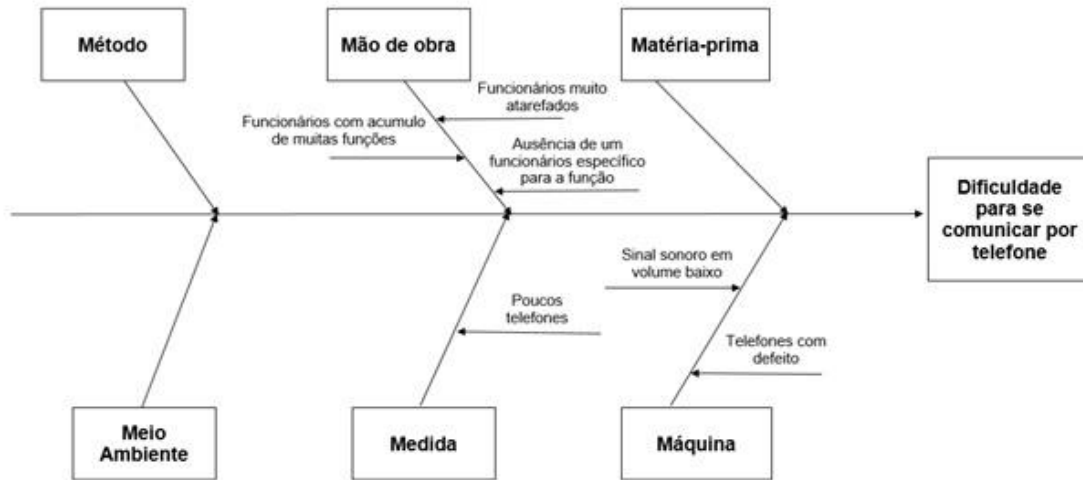 Método
Mão de obra
Matéria-prima
Funcionários muito
atarefados
Funcionários com acumulo
de muitas funções
Ausência de um
funcionários específico
para a função
Dificuldade
para se
comunicar por
telefone
Sinal sonoro em
volume baixo
Poucos
telefones
Telefones com
defeito
Meio
Ambiente
Medida
Máquina